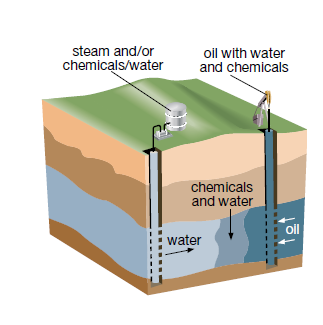 steam and/or
chemicals/water
oil with water
and chemicals
chemicals
and water
water
oil